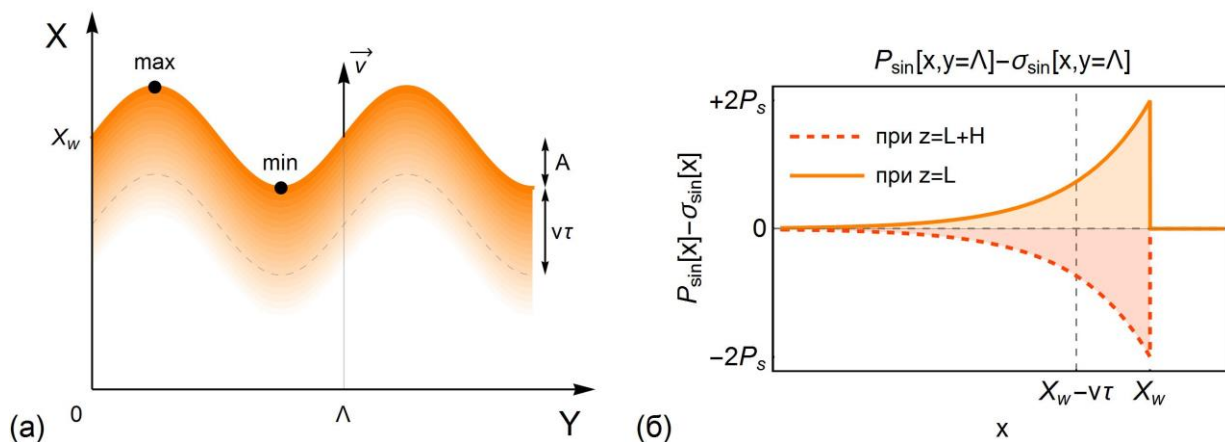 X
max
v
X_w
min
A
vτ
0
Λ
Y
(а)
P_sin[x,y=Λ]−σ_sin[x,y=Λ]
+2P_s
при z=L+H
при z=L
P_sin[x]−σ_sin[x]
0
−2P_s
X_w−vτ X_w
x
(б)